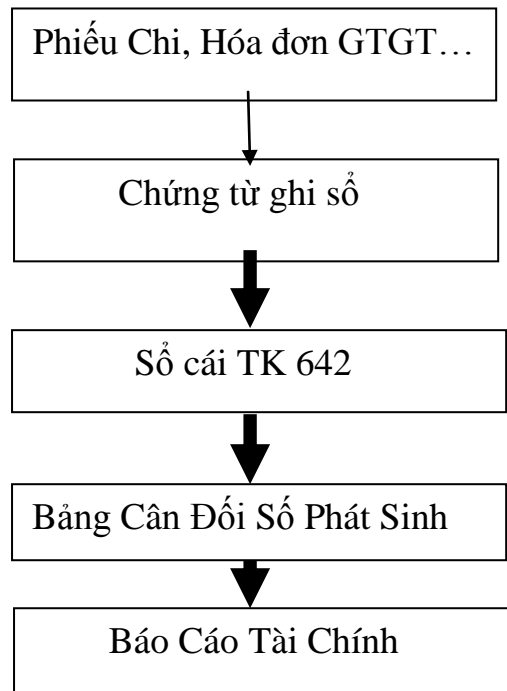 Phiếu Chi, Hóa đơn GTGT…
Chứng từ ghi sổ
Sổ cái TK 642
Bảng Cân Đối Số Phát Sinh
Báo Cáo Tài Chính